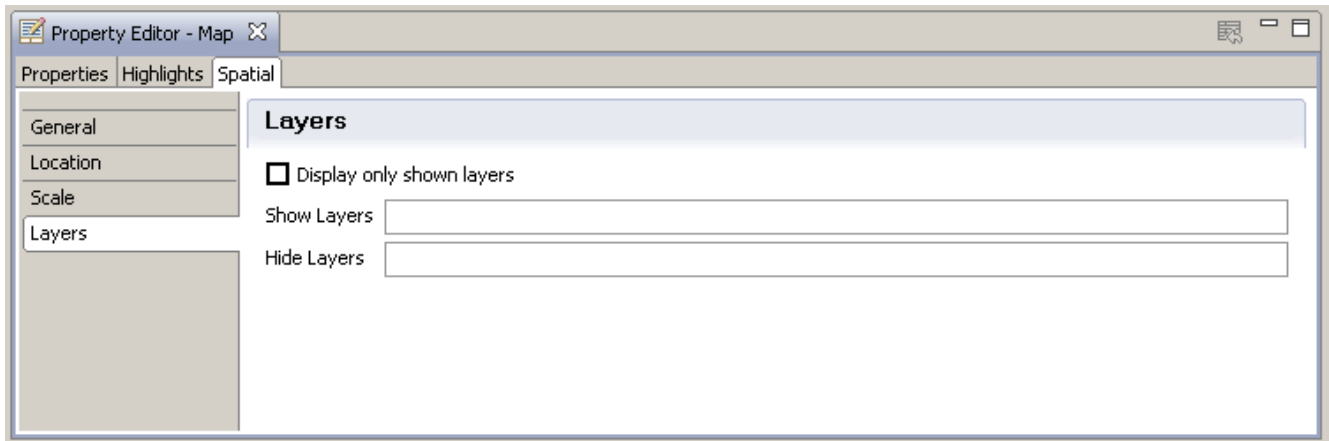 Property Editor - Map
Properties Highlights Spatial
General
Location
Scale
Layers
Layers
Display only shown layers
Show Layers
Hide Layers